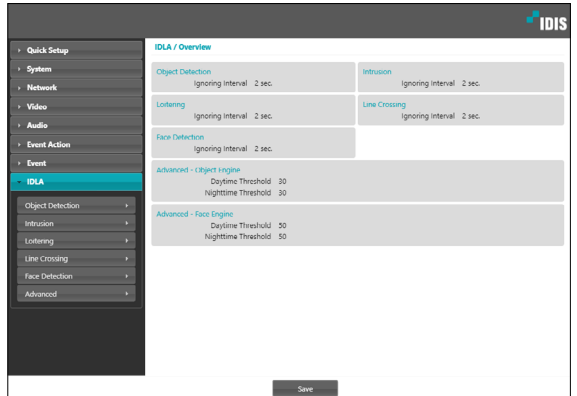 IDIS
Quick Setup
System
Network
Video
Audio
Event Action
Event
IDLA
Object Detection
Intrusion
Loitering
Line Crossing
Face Detection
Advanced
IDLA / Overview
Object Detection
Ignoring Interval 2 sec.
Intrusion
Ignoring Interval 2 sec.
Loitering
Ignoring Interval 2 sec.
Line Crossing
Ignoring Interval 2 sec.
Face Detection
Ignoring Interval 2 sec.
Advanced - Object Engine
Daytime Threshold 30
Nighttime Threshold 30
Advanced - Face Engine
Daytime Threshold 50
Nighttime Threshold 50
Save